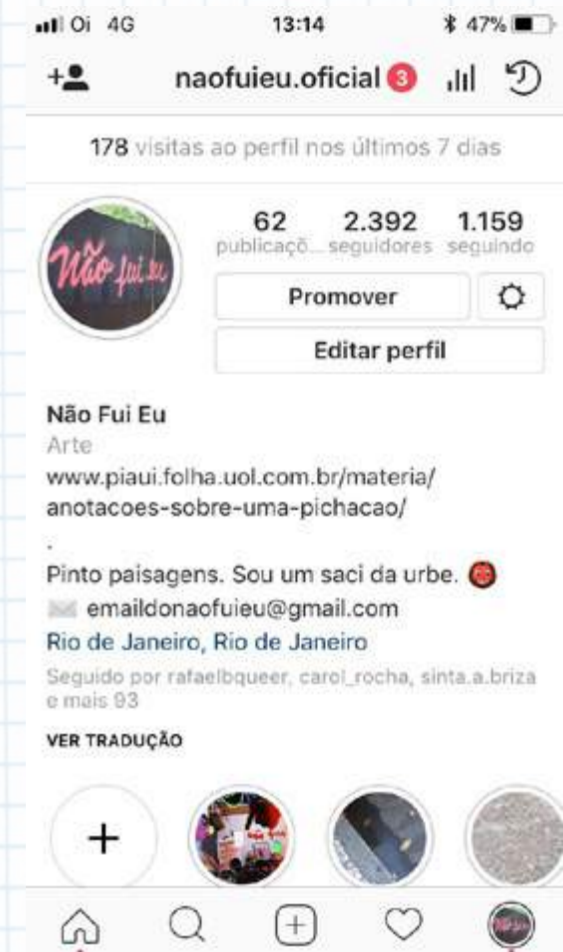 Oi 4G 13:14 47%
naofuieu.oficial 3
178 visitas ao perfil nos últimos 7 dias
62 2.392 1.159
publicaçõ... seguidores seguindo
Não fui eu
Promover
Editar perfil
Não Fui Eu
Arte
www.piaui.folha.uol.com.br/materia/
anotacoes-sobre-uma-pichacao/
.
Pinto paisagens. Sou um saci da urbe.
emaildonaofuieu@gmail.com
Rio de Janeiro, Rio de Janeiro
Seguido por rafaelbqueer, carol_rocha, sinta.a.briza
e mais 93
VER TRADUÇÃO